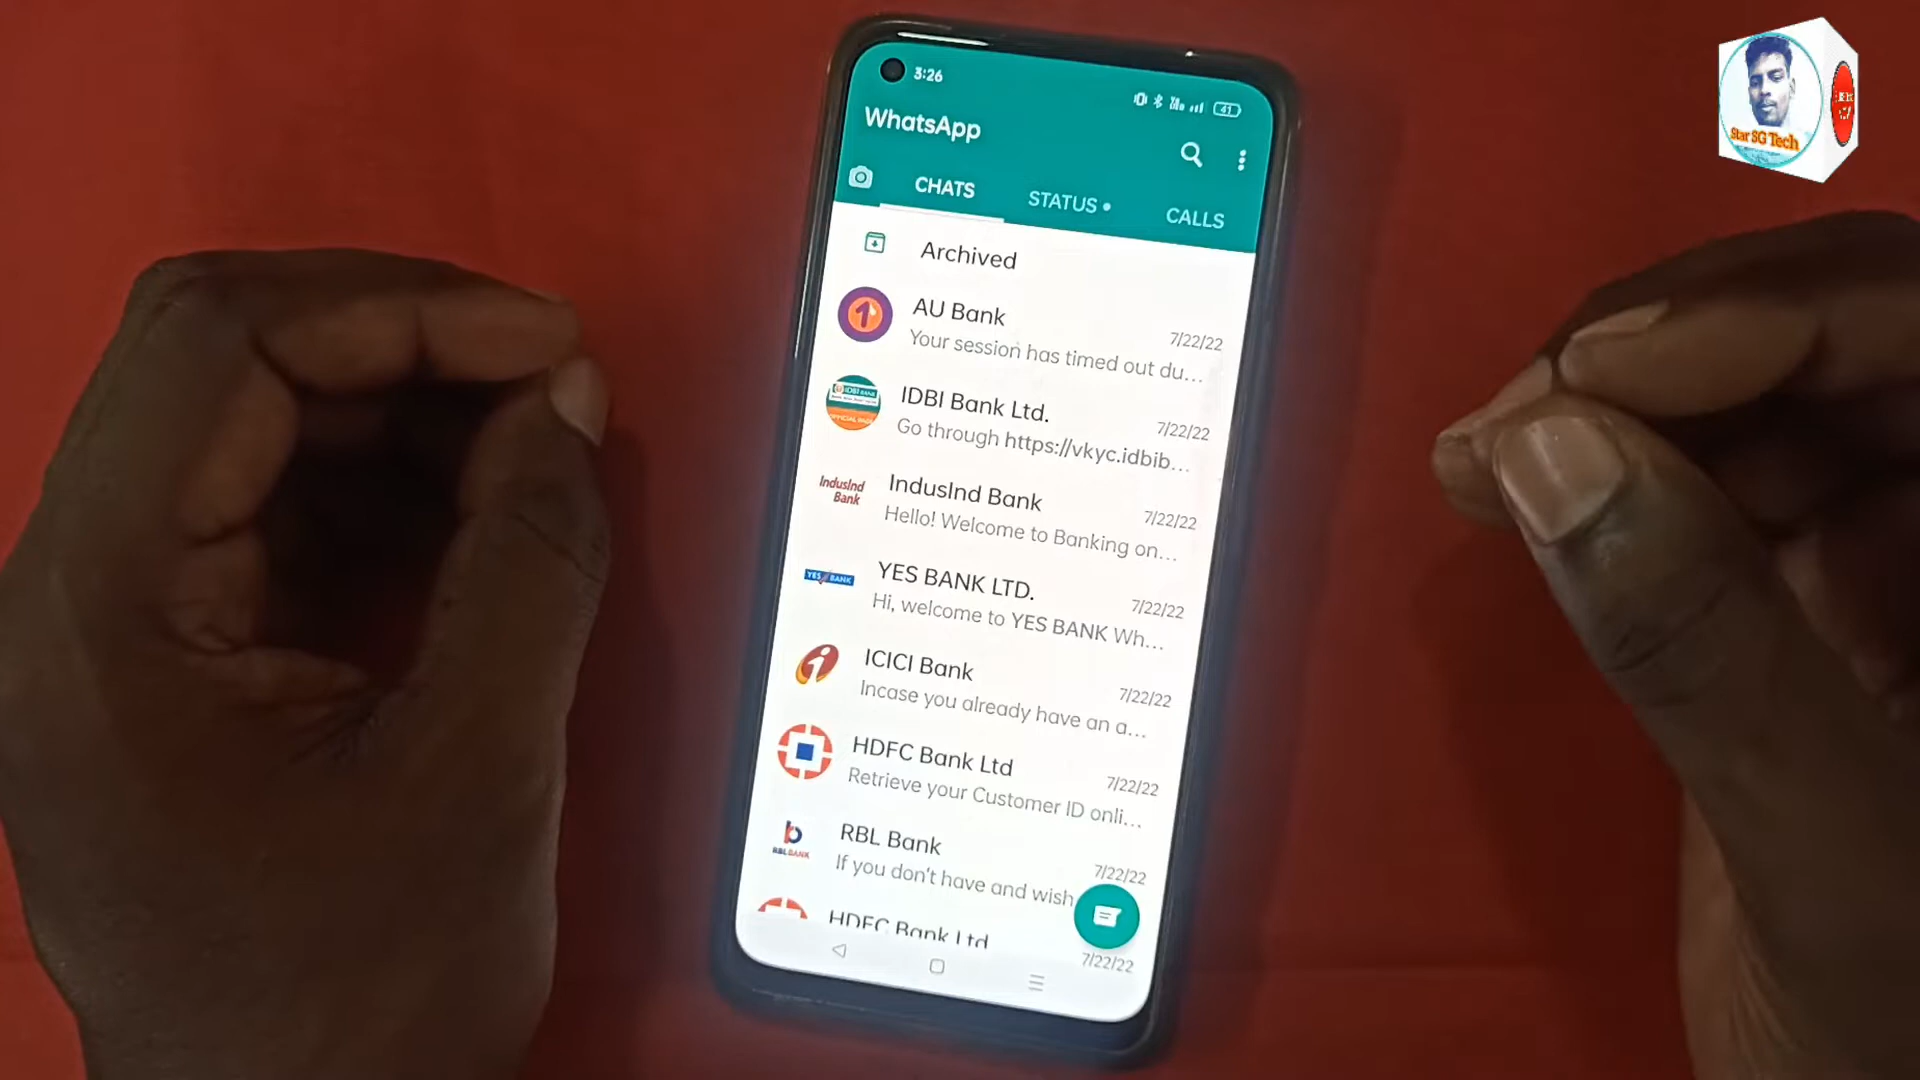 3:26
41
WhatsApp
CHATS
STATUS
CALLS
Archived
AU Bank
7/22/22
Your session has timed out du...
IDBI Bank Ltd.
7/22/22
Go through https://vkyc.idbib...
IndusInd
Bank
IndusInd Bank
7/22/22
Hello! Welcome to Banking on...
YES BANK
YES BANK LTD.
7/22/22
Hi, welcome to YES BANK Wh...
ICICI Bank
7/22/22
Incase you already have an a...
HDFC Bank Ltd
7/22/22
Retrieve your Customer ID onli...
RBL BANK
RBL Bank
7/22/22
If you don't have and wish
HDFC Bank Ltd
7/22/22
Star SG Tech